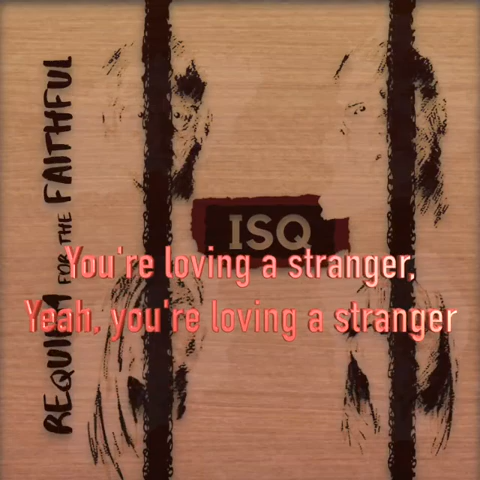 REQUIEM FOR THE FAITHFUL
ISQ
You're loving a stranger,
Yeah, you're loving a stranger